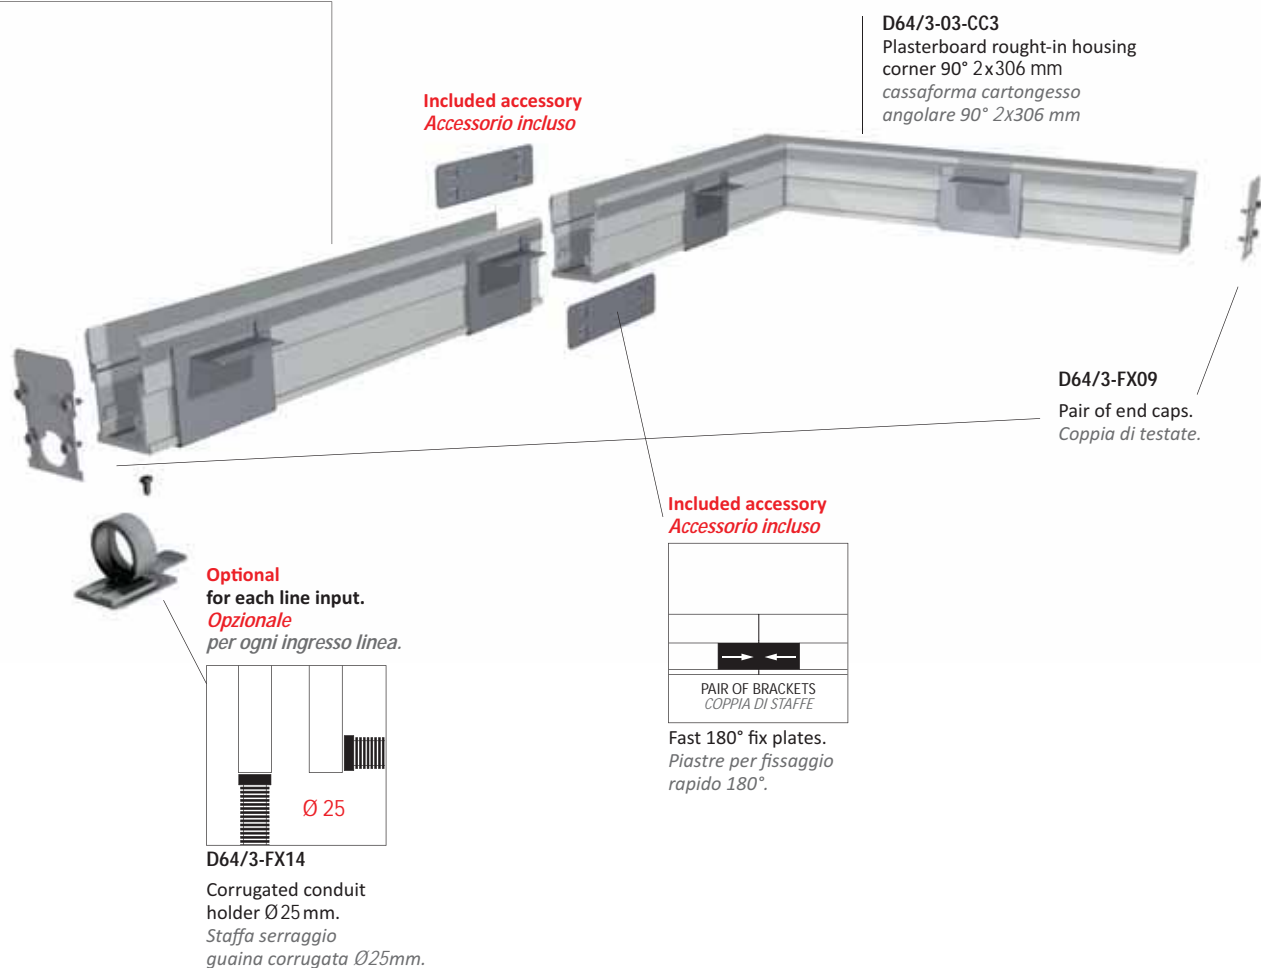 D64/3-03-CC3
Plasterboard rought-in housing
corner 90° 2x306 mm
cassaforma cartongesso
angolare 90° 2x306 mm
Included accessory
Accessorio incluso
D64/3-FX09
Pair of end caps.
Coppia di testate.
Included accessory
Accessorio incluso
PAIR OF BRACKETS
COPPIA DI STAFFE
Fast 180° fix plates.
Piastre per fissaggio
rapido 180°.
Optional
for each line input.
Opzionale
per ogni ingresso linea.
Ø 25
D64/3-FX14
Corrugated conduit
holder Ø25mm.
Staffa serraggio
guaina corrugata Ø25mm.